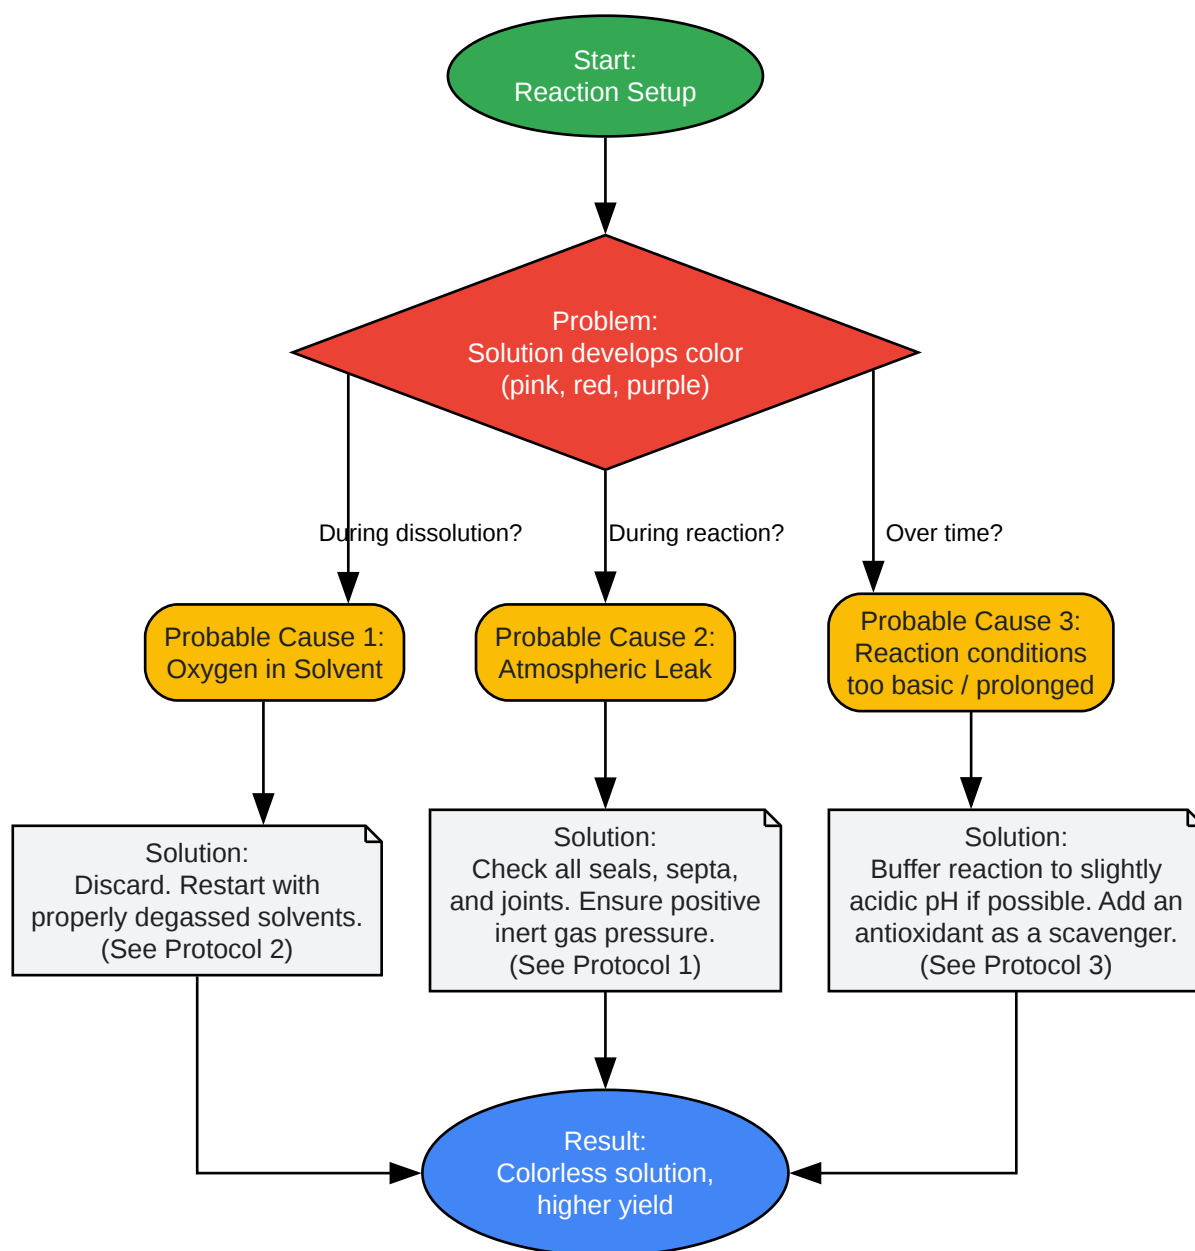 Start:
Reaction Setup
Problem:
Solution develops color
(pink, red, purple)
During dissolution?
During reaction?
Over time?
Probable Cause 1:
Oxygen in Solvent
Probable Cause 2:
Atmospheric Leak
Probable Cause 3:
Reaction conditions
too basic / prolonged
Solution:
Discard. Restart with
properly degassed solvents.
(See Protocol 2)
Solution:
Check all seals, septa,
and joints. Ensure positive
inert gas pressure.
(See Protocol 1)
Solution:
Buffer reaction to slightly
acidic pH if possible. Add an
antioxidant as a scavenger.
(See Protocol 3)
Result:
Colorless solution,
higher yield